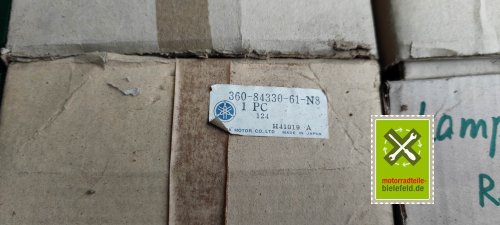 360-84330-61-N8
1 PC
124
H41019 A
MOTOR CO., LTD MADE IN JAPAN
Lamp
R
motorradteile
bielefeld.de